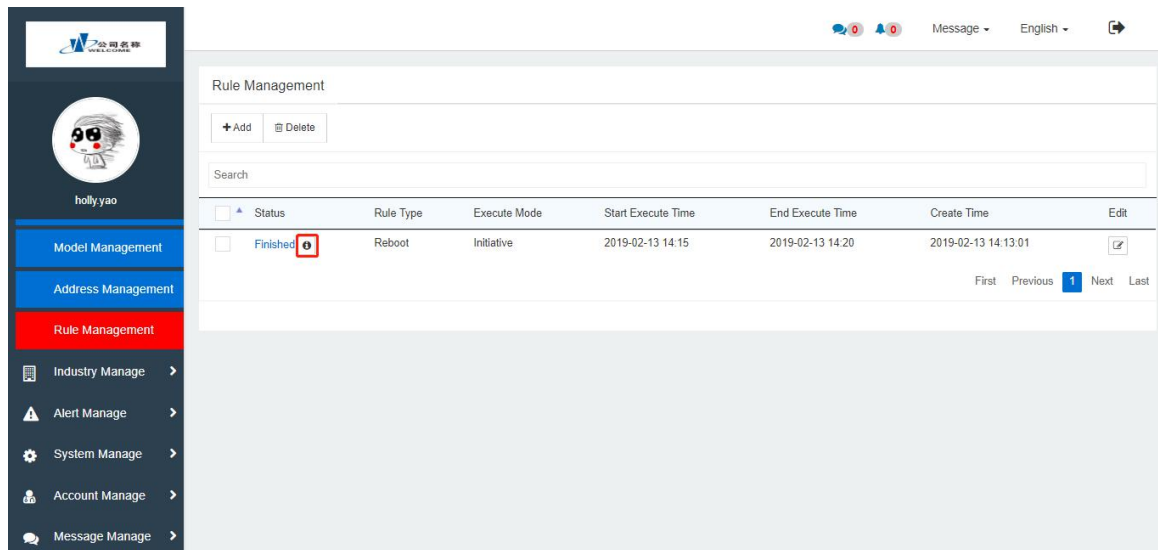 公司名称
WELCOME
0
0
Message
English
holly.yao
Model Management
Address Management
Rule Management
Industry Manage
Alert Manage
System Manage
Account Manage
Message Manage
Rule Management
+ Add Delete
Search
Status Rule Type Execute Mode Start Execute Time End Execute Time Create Time Edit
Finished Reboot Initiative 2019-02-13 14:15 2019-02-13 14:20 2019-02-13 14:13:01
First Previous 1 Next Last